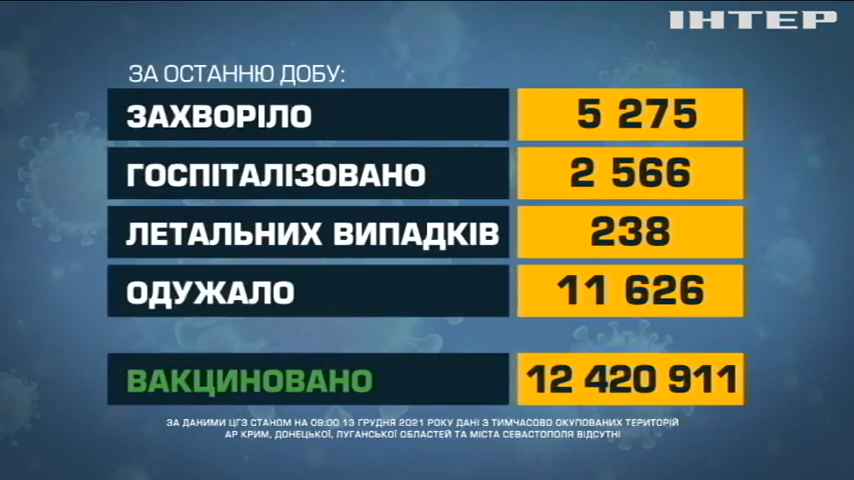 ІНТЕР
ЗА ОСТАННЮ ДОБУ:
ЗАХВОРІЛО 5 275
ГОСПІТАЛІЗОВАНО 2 566
ЛЕТАЛЬНИХ ВИПАДКІВ 238
ОДУЖАЛО 11 626
ВАКЦИНОВАНО 12 420 911
ЗА ДАНИМИ ЦГЗ СТАНОМ НА 09:00 13 ГРУДНЯ 2021 РОКУ ДАНІ З ТИМЧАСОВО ОКУПОВАНИХ ТЕРИТОРІЙ
АР КРИМ, ДОНЕЦЬКОЇ, ЛУГАНСЬКОЇ ОБЛАСТЕЙ ТА МІСТА СЕВАСТОПОЛЯ ВІДСУТНІ